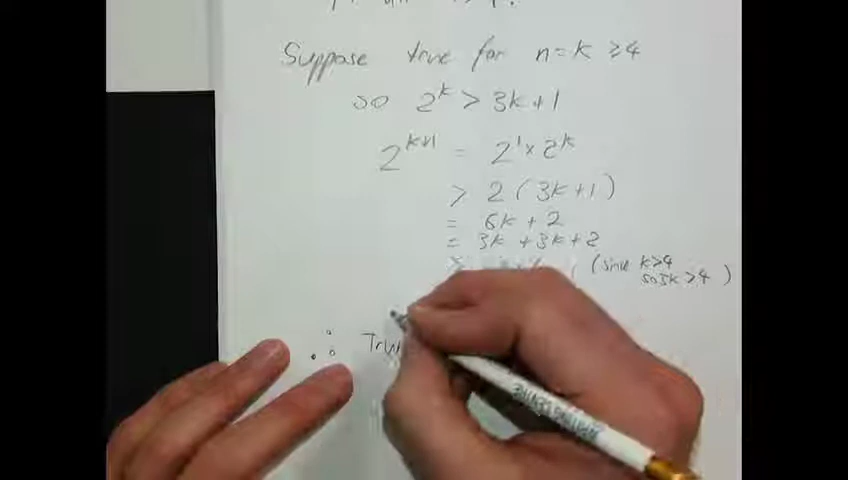 Suppose true for n = k ≥4
so 2^k > 3k+1
2^(k+1) = 2^1 × 2^k
> 2 ( 3k+1 )
= 6k + 2
= 3k +3k+2
> (since k≥4
so 3k >4 )
∴ True